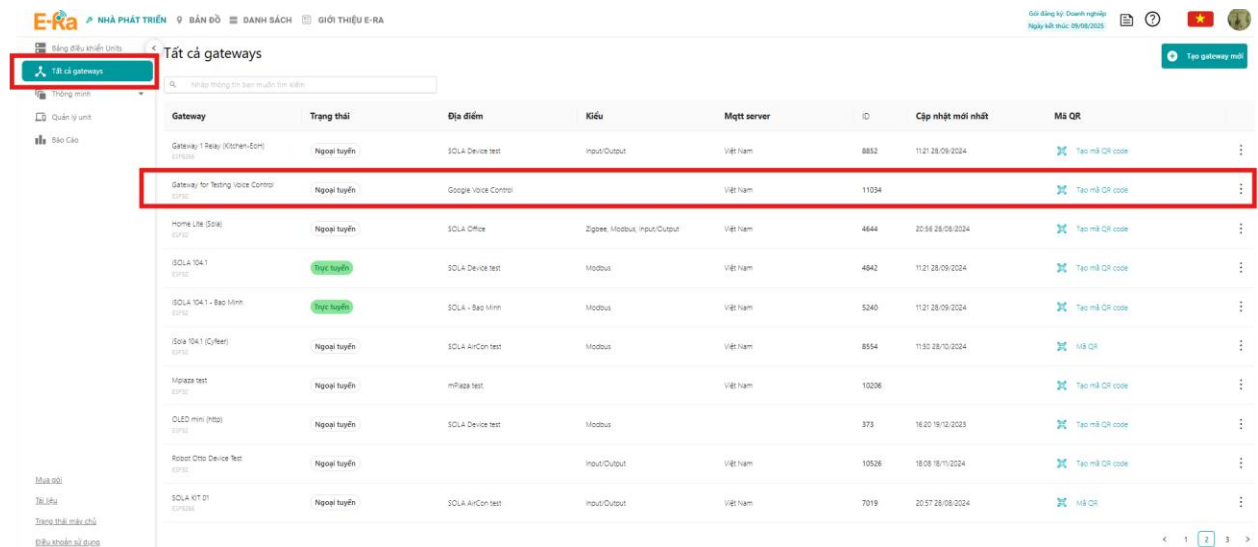 E-Ra NHÀ PHÁT TRIỂN BẢN ĐỒ DANH SÁCH GIỚI THIỆU E-RA
Gói đăng ký: Doanh nghiệp
Ngày kết thúc: 09/08/2025
Bảng điều khiển Units
Tất cả gateways
Thông minh
Quản lý unit
Báo Cáo
Mua gói
Tài liệu
Trạng thái máy chủ
Điều khoản sử dụng
Tất cả gateways
Tạo gateway mới
Nhập thông tin bạn muốn tìm kiếm
Gateway Trạng thái Địa điểm Kiểu Mqtt server ID Cập nhật mới nhất Mã QR
Gateway 1 Relay (Kitchen-EoH) Ngoại tuyến SOLA Device test Input/Output Việt Nam 8852 11:21 28/09/2024 Tạo mã QR code
ESP8266
Gateway for Testing Voice Control Ngoại tuyến Google Voice Control Việt Nam 11034 Tạo mã QR code
ESP32
Home Lite (Sola) Ngoại tuyến SOLA Office Zigbee, Modbus, Input/Output Việt Nam 4644 20:56 28/08/2024 Tạo mã QR code
ESP32
iSOLA 104.1 Trực tuyến SOLA Device test Modbus Việt Nam 4842 11:21 28/09/2024 Tạo mã QR code
ESP32
iSOLA 104.1 - Bao Minh Trực tuyến SOLA - Bao Minh Modbus Việt Nam 5240 11:21 28/09/2024 Tạo mã QR code
ESP32
iSola 104.1 (Cyfeer) Ngoại tuyến SOLA AirCon test Modbus Việt Nam 8554 11:50 28/10/2024 Mã QR
ESP32
Mplaza test Ngoại tuyến mPlaza test Việt Nam 10206 Tạo mã QR code
ESP32
OLED mini (http) Ngoại tuyến SOLA Device test Modbus Việt Nam 373 16:20 19/12/2023 Tạo mã QR code
ESP32
Robot Otto Device Test Ngoại tuyến Input/Output Việt Nam 10526 18:08 18/11/2024 Tạo mã QR code
ESP32
SOLA KIT 01 Ngoại tuyến SOLA AirCon test Input/Output Việt Nam 7019 20:57 28/08/2024 Mã QR
ESP8266
< 1 2 3 >